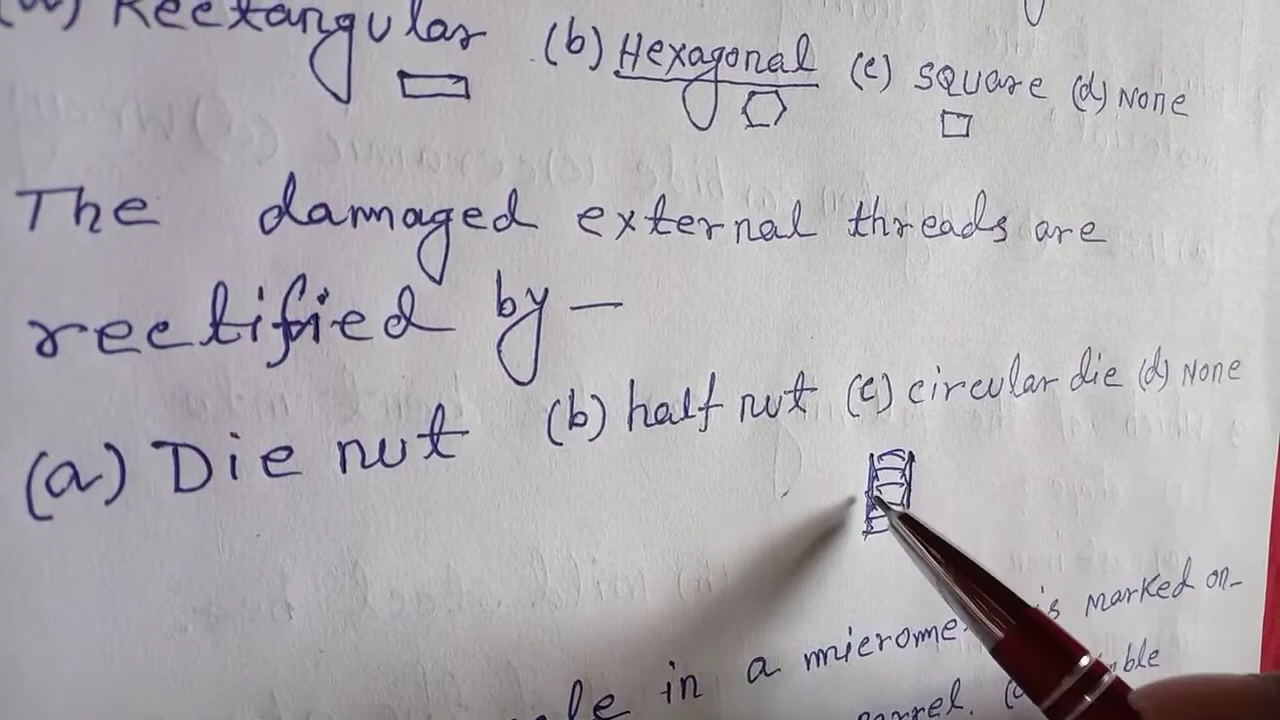 (a) Rectangular (b) Hexagonal (c) square (d) None
The damaged external threads are
rectified by -
(a) Die nut (b) half nut (c) circular die (d) None
in a is marked on-